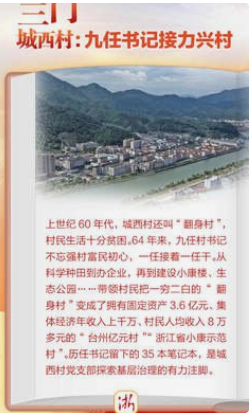 三门
城西村：九任书记接力兴村
上世纪60年代，城西村还叫“翻身村”，
村民生活十分贫困。64年来，九任村书记
不忘强村富民初心，一任接着一任干。从
科学种田到办企业，再到建设小康楼、生
态公园……带领村民把一穷二白的“翻
身村”变成了拥有固定资产3.6亿元、集
体经济年收入上千万、村民人均收入8万
多元的“台州亿元村”“浙江省小康示范
村”。历任书记留下的35本笔记本，是城
西村党支部探索基层治理的有力注脚。
浙